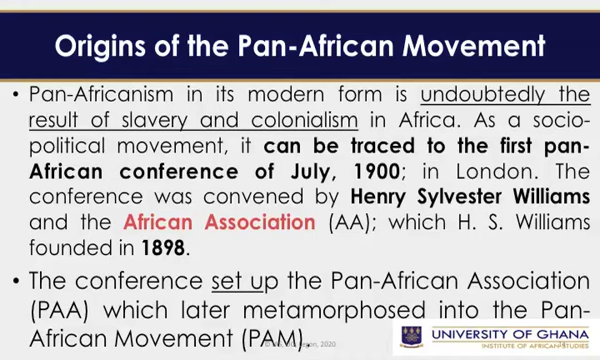 Origins of the Pan-African Movement
• Pan-Africanism in its modern form is undoubtedly the
result of slavery and colonialism in Africa. As a socio-
political movement, it can be traced to the first pan-
African conference of July, 1900; in London. The
conference was convened by Henry Sylvester Williams
and the African Association (AA); which H. S. Williams
founded in 1898.
• The conference set up the Pan-African Association
(PAA) which later metamorphosed into the Pan-
African Movement (PAM).
2020
UNIVERSITY OF GHANA
INSTITUTE OF AFRICAN STUDIES